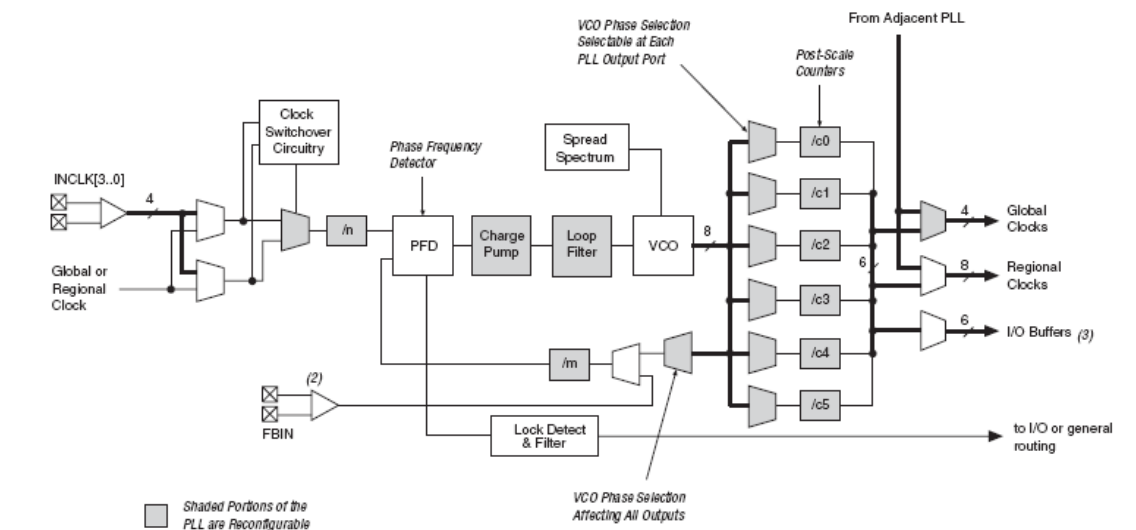 From Adjacent PLL
VCO Phase Selection
Selectable at Each
PLL Output Port
Post-Scale
Counters
Clock
Switchover
Circuitry
Phase Frequency
Detector
Spread
Spectrum
INCLK[3..0]
4
/n
PFD
Charge
Pump
Loop
Filter
VCO
8
/c0
/c1
/c2
/c3
/c4
/c5
6
4
Global
Clocks
8
Regional
Clocks
6
I/O Buffers (3)
Global or
Regional
Clock
/m
(2)
FBIN
Lock Detect
& Filter
to I/O or general
routing
VCO Phase Selection
Affecting All Outputs
Shaded Portions of the
PLL are Reconfigurable